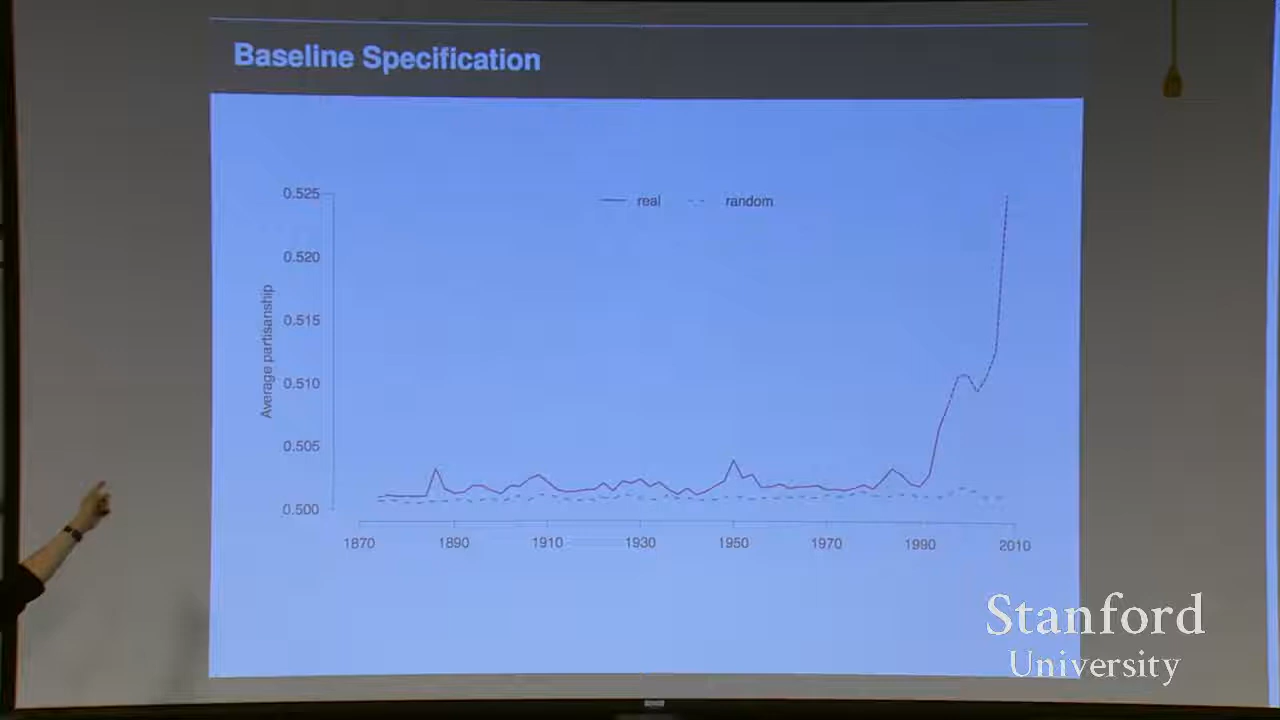 Baseline Specification
real random
0.525
0.520
0.515
0.510
0.505
0.500
Average partisanship
1870 1890 1910 1930 1950 1970 1990 2010
Stanford
University